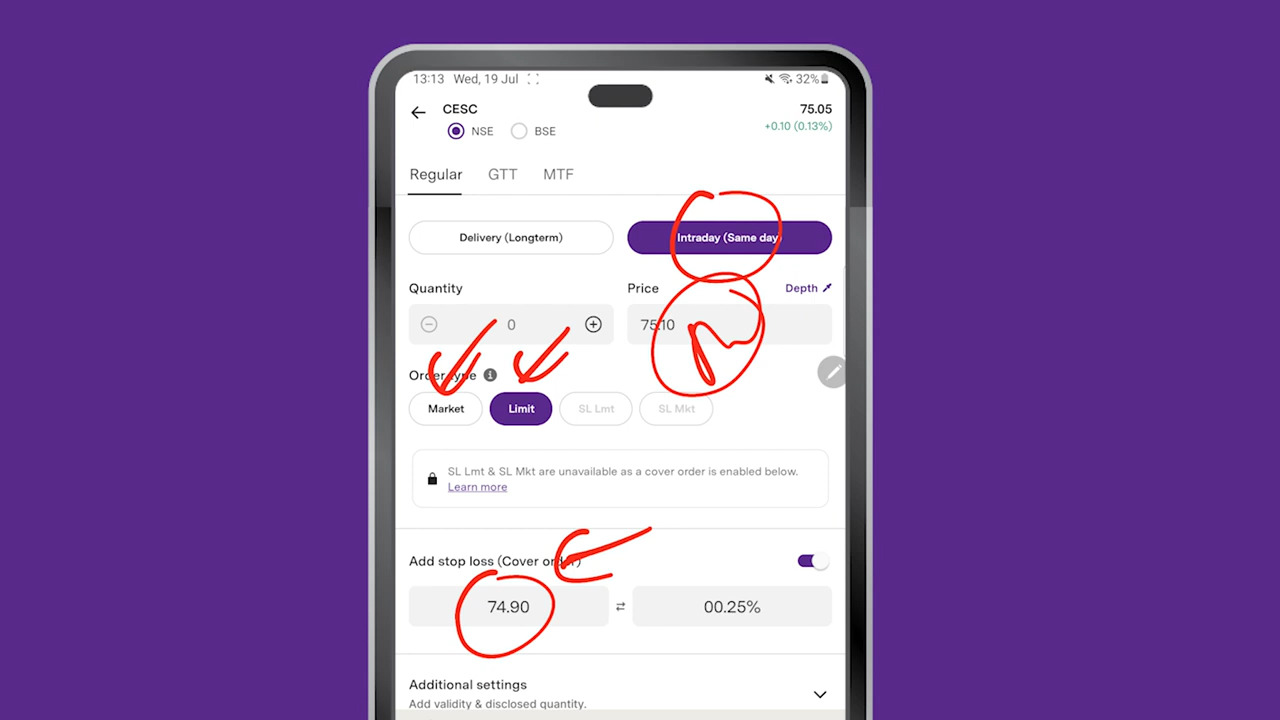 13:13 Wed, 19 Jul 32%
CESC 75.05
NSE BSE +0.10 (0.13%)
Regular GTT MTF
Delivery (Longterm) Intraday (Same day)
Quantity Price Depth
0 75.10
Order type
Market Limit SL Lmt SL Mkt
SL Lmt & SL Mkt are unavailable as a cover order is enabled below.
Learn more
Add stop loss (Cover order)
74.90 00.25%
Additional settings
Add validity & disclosed quantity.